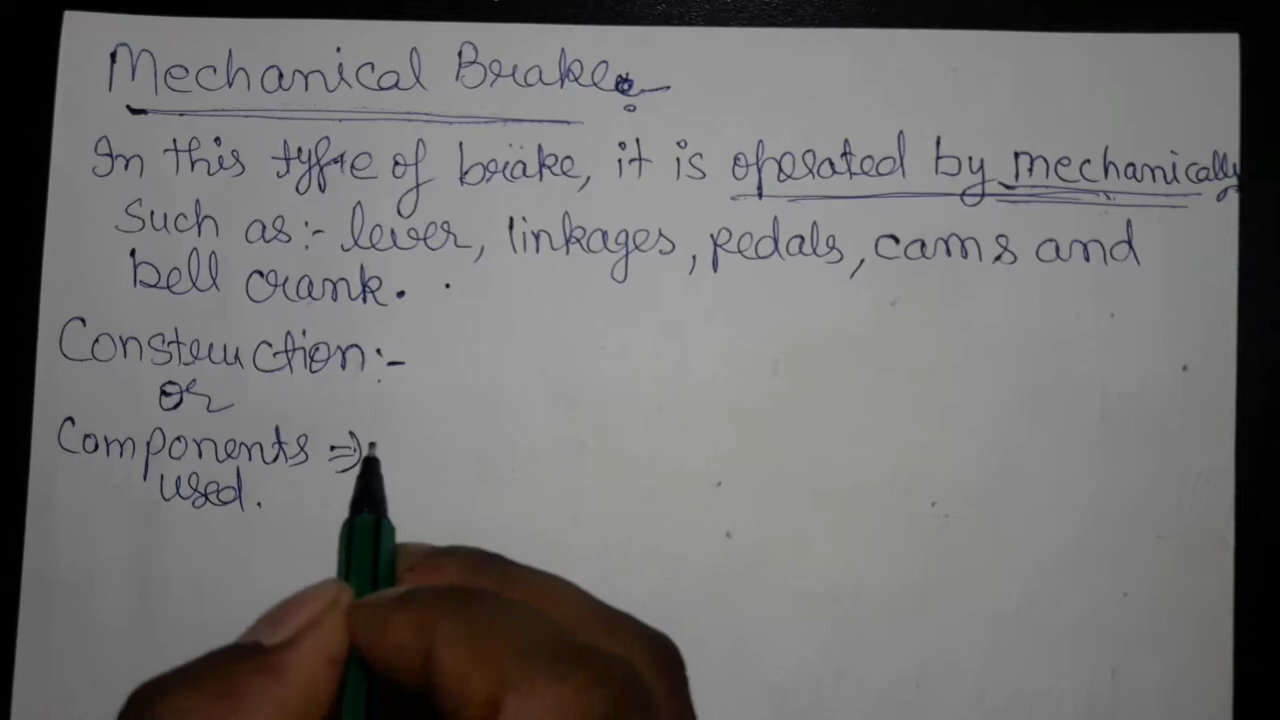 Mechanical Brake:-
In this type of brake, it is operated by mechanically
Such as:- lever, linkages, pedals, cams and
bell crank.
Construction:-
or
Components =>
used.